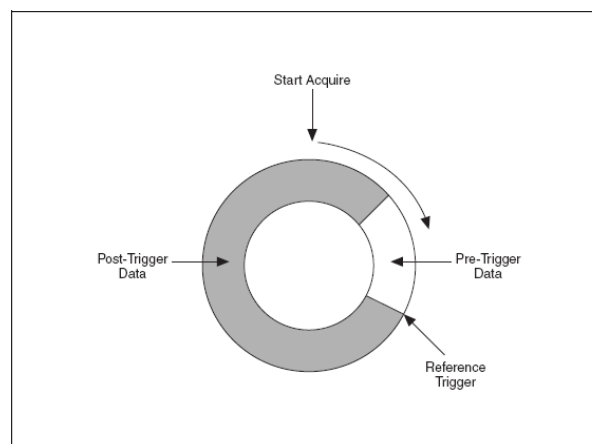 Start Acquire
Post-Trigger
Data
Pre-Trigger
Data
Reference
Trigger